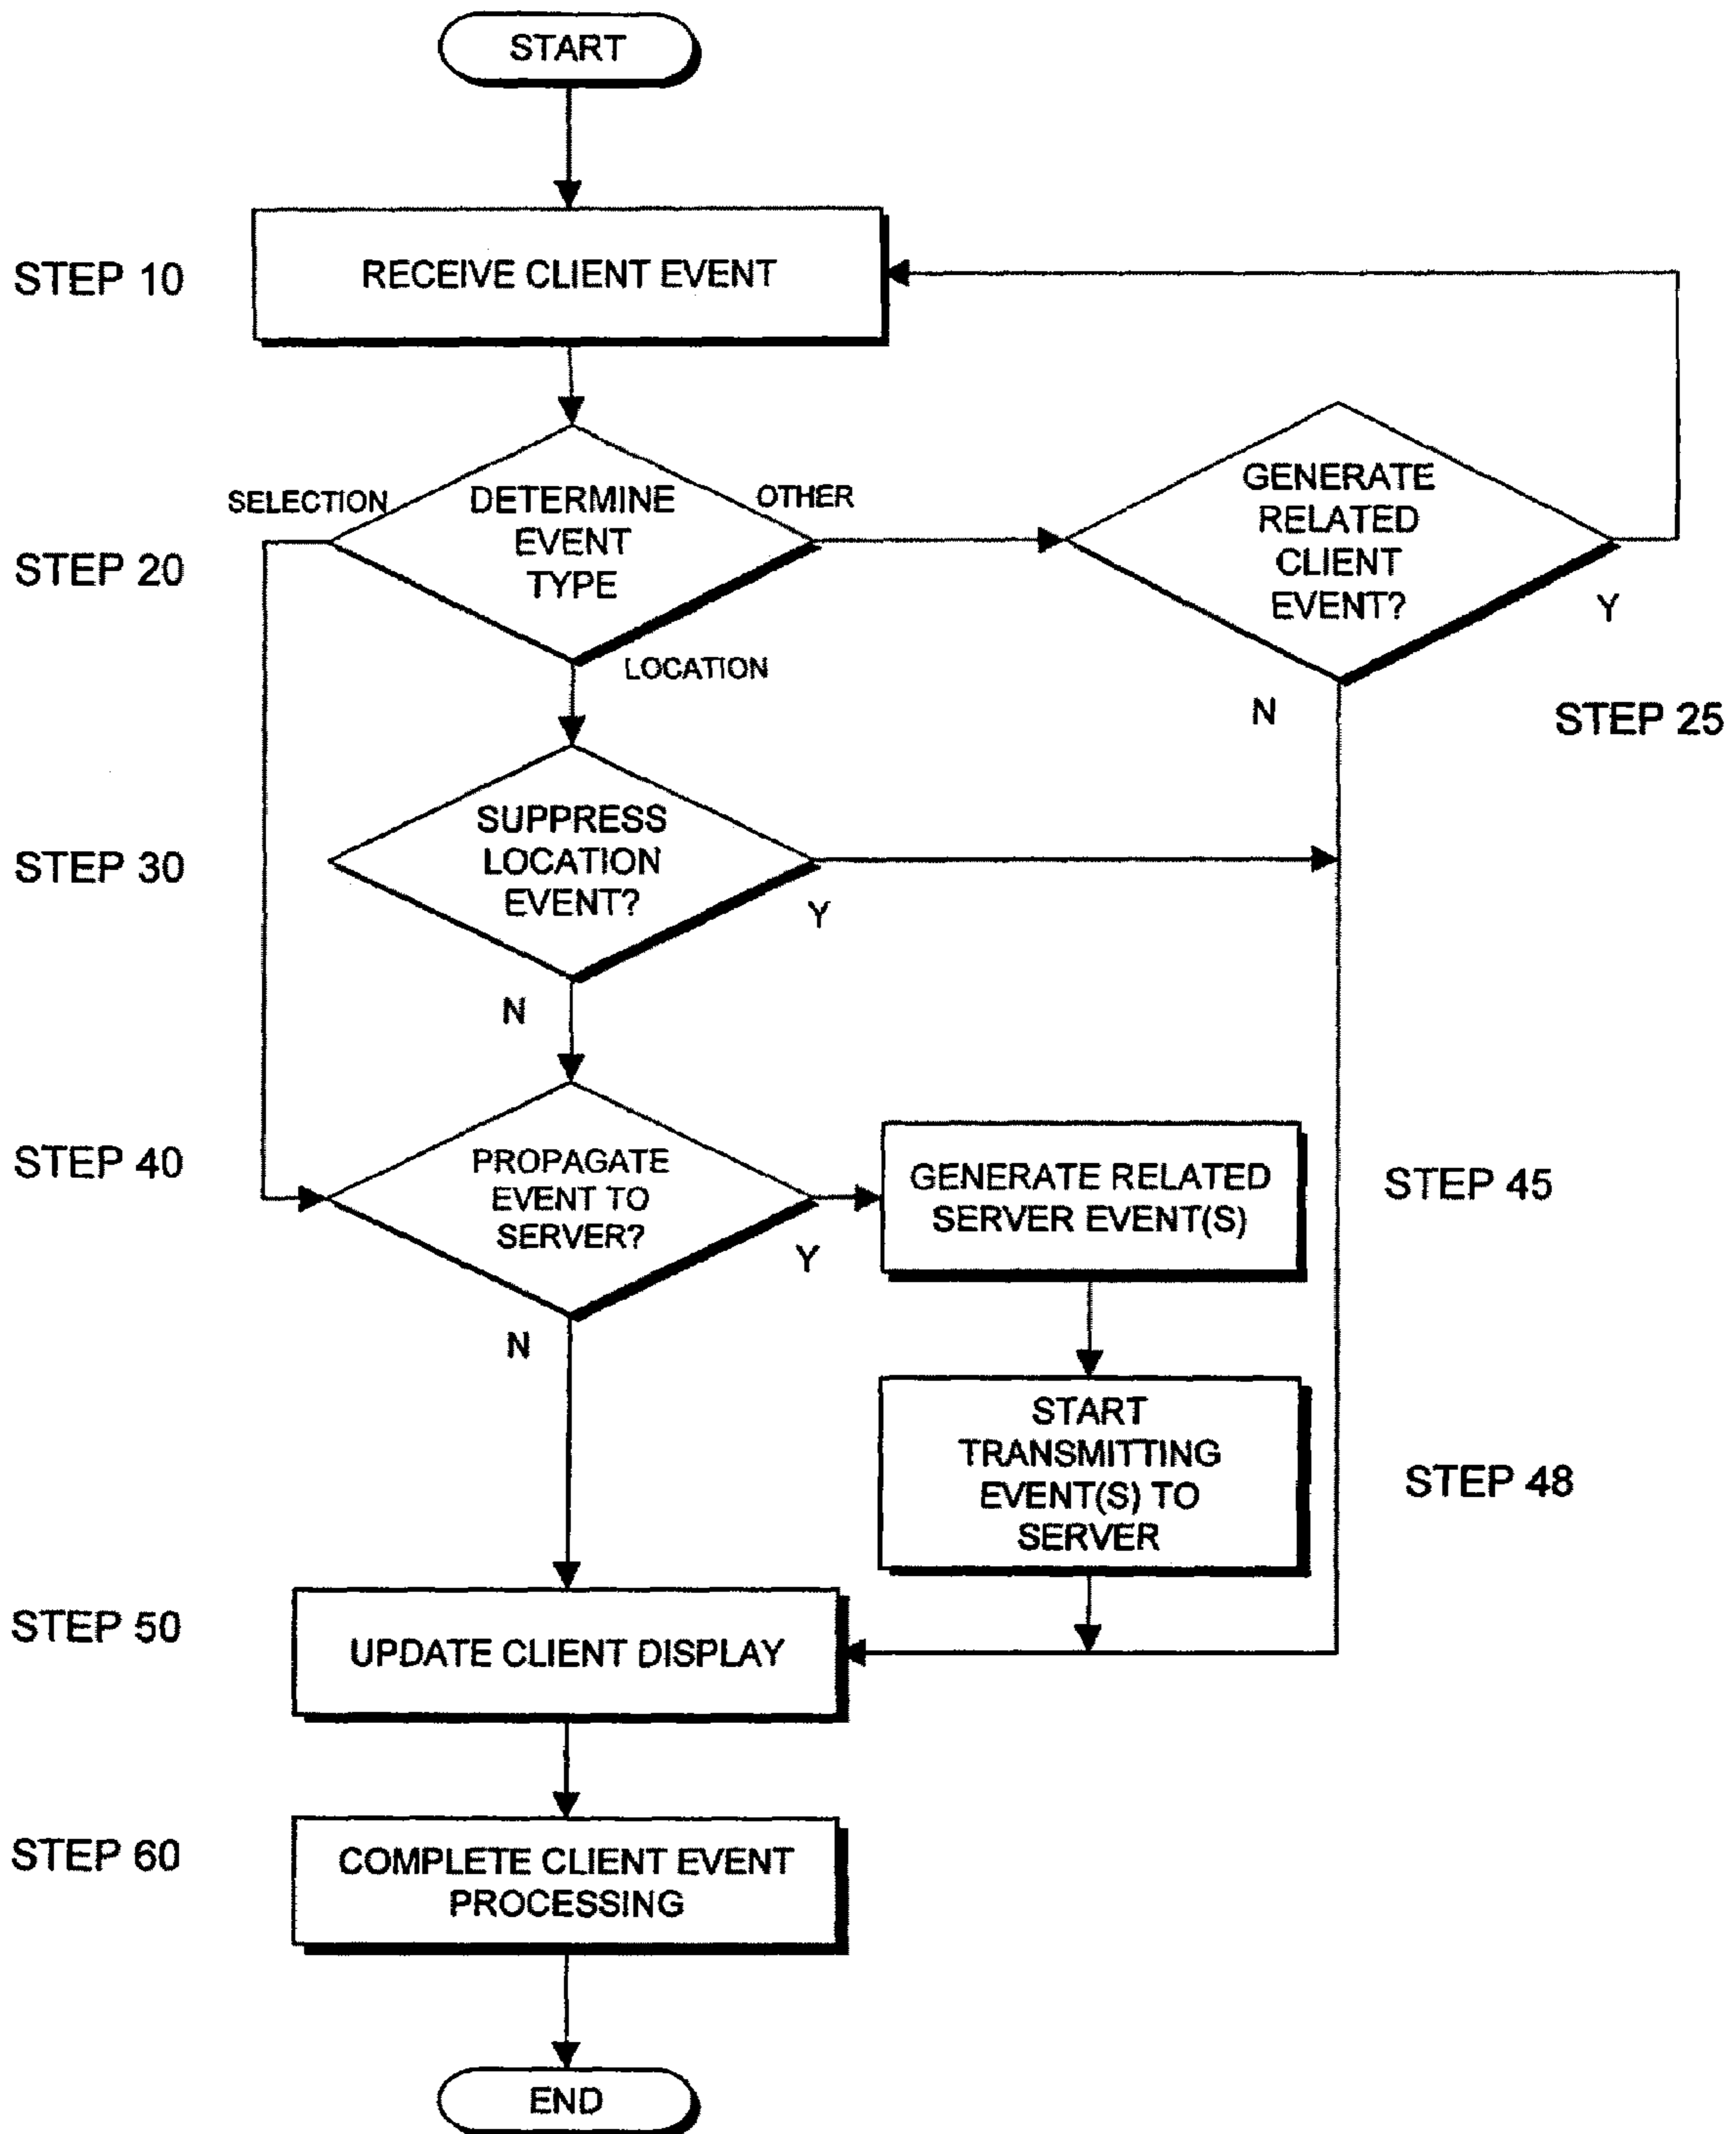 START
STEP 10
RECEIVE CLIENT EVENT
SELECTION
DETERMINE
EVENT
TYPE
OTHER
STEP 20
LOCATION
GENERATE
RELATED
CLIENT
EVENT?
Y
N
STEP 25
STEP 30
SUPPRESS
LOCATION
EVENT?
Y
N
STEP 40
PROPAGATE
EVENT TO
SERVER?
Y
N
GENERATE RELATED
SERVER EVENT(S)
STEP 45
START
TRANSMITTING
EVENT(S) TO
SERVER
STEP 48
STEP 50
UPDATE CLIENT DISPLAY
STEP 60
COMPLETE CLIENT EVENT
PROCESSING
END